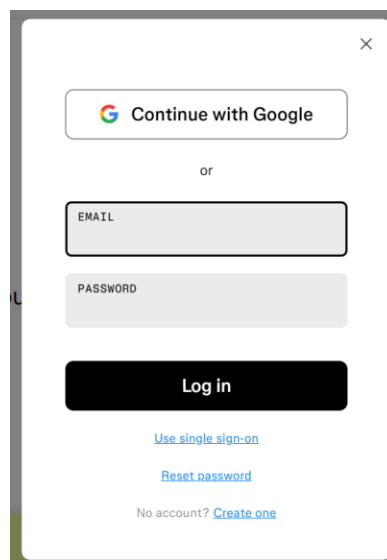 Continue with Google
or
EMAIL
PASSWORD
Log in
Use single sign-on
Reset password
No account? Create one